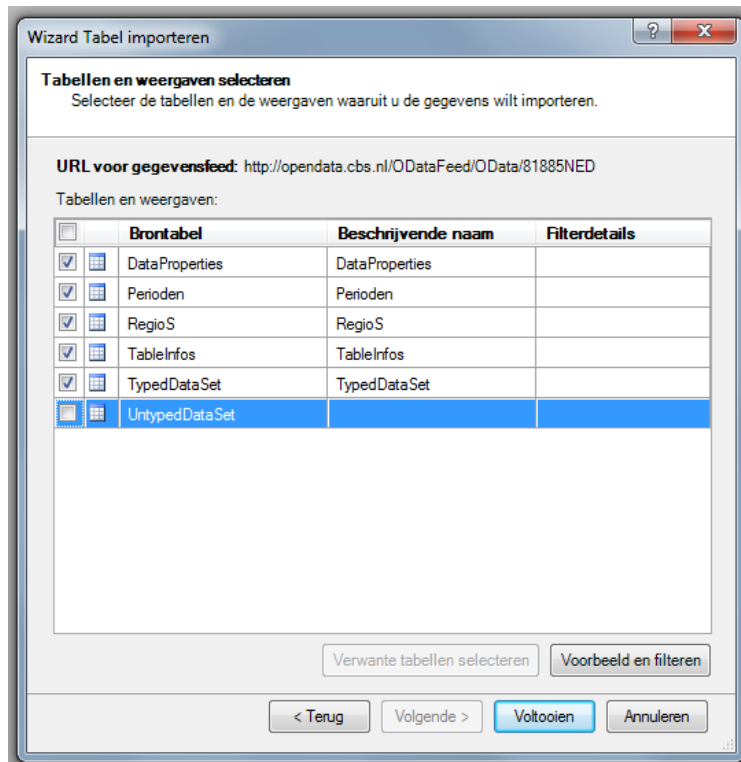 Wizard Tabel importeren
?
X
Tabellen en weergaven selecteren
Selecteer de tabellen en de weergaven waaruit u de gegevens wilt importeren.
URL voor gegevensfeed: http://opendata.cbs.nl/ODataFeed/OData/81885NED
Tabellen en weergaven:
Brontabel Beschrijvende naam Filterdetails
DataProperties DataProperties
Perioden Perioden
RegioS RegioS
TableInfos TableInfos
TypedDataSet TypedDataSet
UntypedDataSet
Verwante tabellen selecteren Voorbeeld en filteren
< Terug Volgende > Voltooien Annuleren